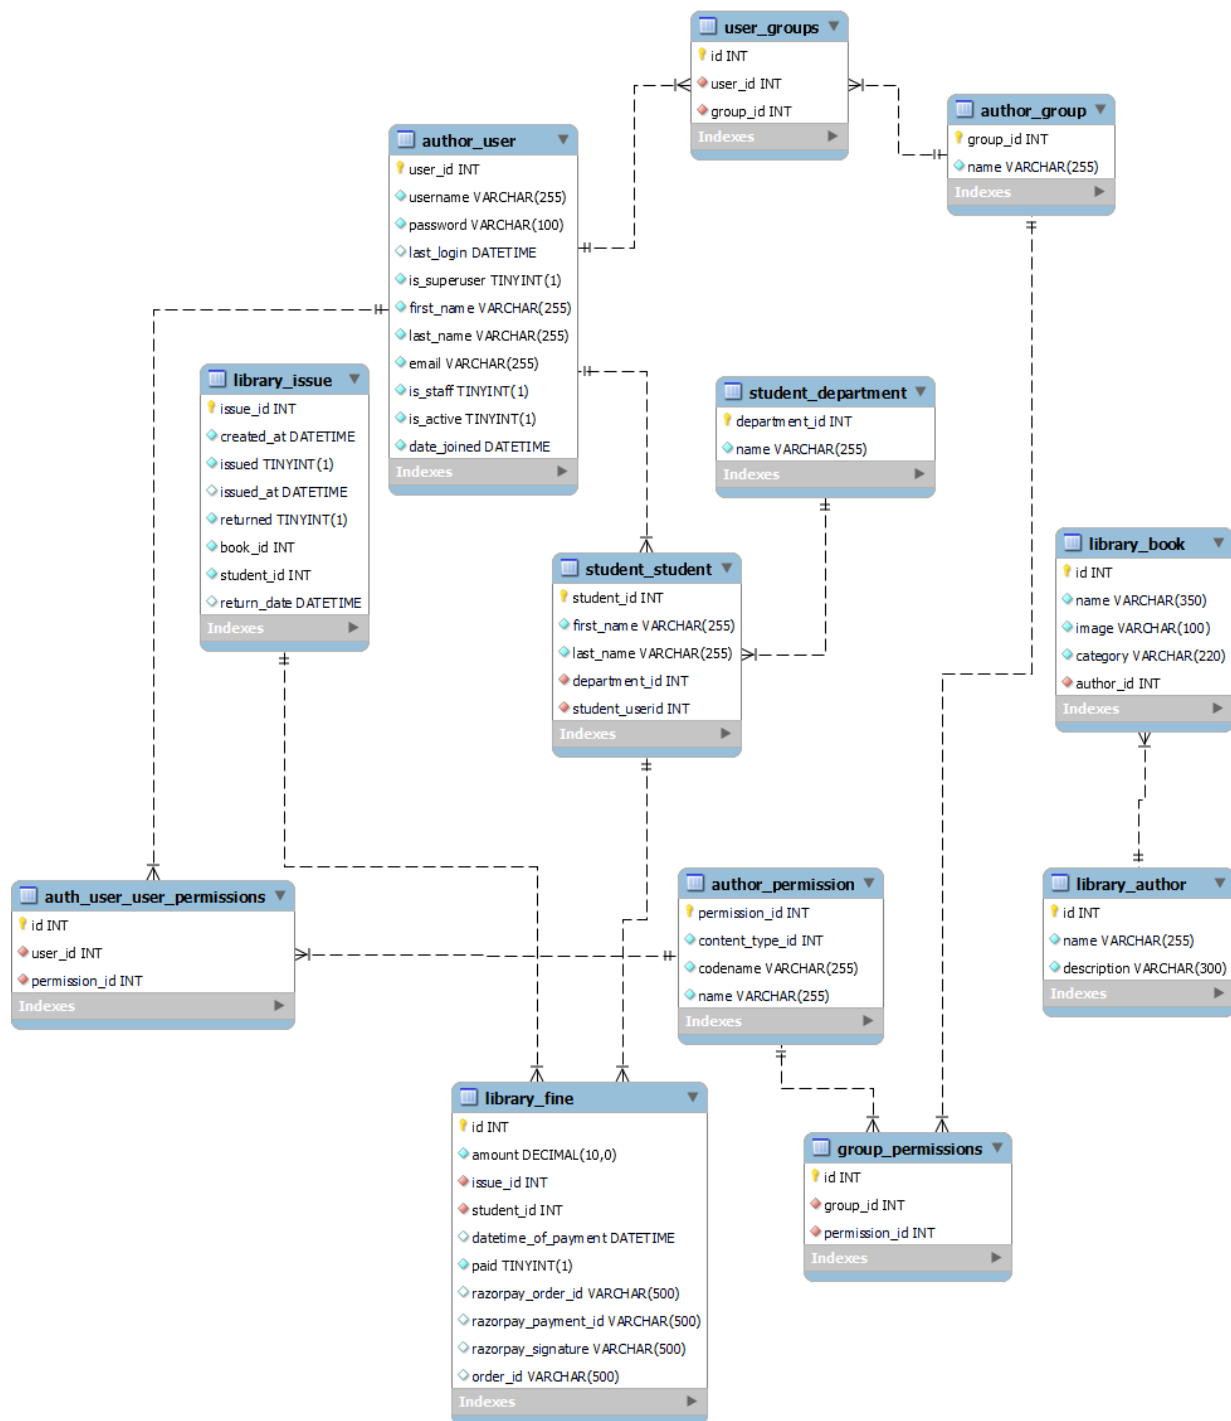 user_groups
id INT
user_id INT
group_id INT
Indexes
author_group
group_id INT
name VARCHAR(255)
Indexes
author_user
user_id INT
username VARCHAR(255)
password VARCHAR(100)
last_login DATETIME
is_superuser TINYINT(1)
first_name VARCHAR(255)
last_name VARCHAR(255)
email VARCHAR(255)
is_staff TINYINT(1)
is_active TINYINT(1)
date_joined DATETIME
Indexes
library_issue
issue_id INT
created_at DATETIME
issued TINYINT(1)
issued_at DATETIME
returned TINYINT(1)
book_id INT
student_id INT
return_date DATETIME
Indexes
student_department
department_id INT
name VARCHAR(255)
Indexes
student_student
student_id INT
first_name VARCHAR(255)
last_name VARCHAR(255)
department_id INT
student_userid INT
Indexes
library_book
id INT
name VARCHAR(350)
image VARCHAR(100)
category VARCHAR(220)
author_id INT
Indexes
auth_user_user_permissions
id INT
user_id INT
permission_id INT
Indexes
author_permission
permission_id INT
content_type_id INT
codename VARCHAR(255)
name VARCHAR(255)
Indexes
library_author
id INT
name VARCHAR(255)
description VARCHAR(300)
Indexes
library_fine
id INT
amount DECIMAL(10,0)
issue_id INT
student_id INT
datetime_of_payment DATETIME
paid TINYINT(1)
razorpay_order_id VARCHAR(500)
razorpay_payment_id VARCHAR(500)
razorpay_signature VARCHAR(500)
order_id VARCHAR(500)
Indexes
group_permissions
id INT
group_id INT
permission_id INT
Indexes